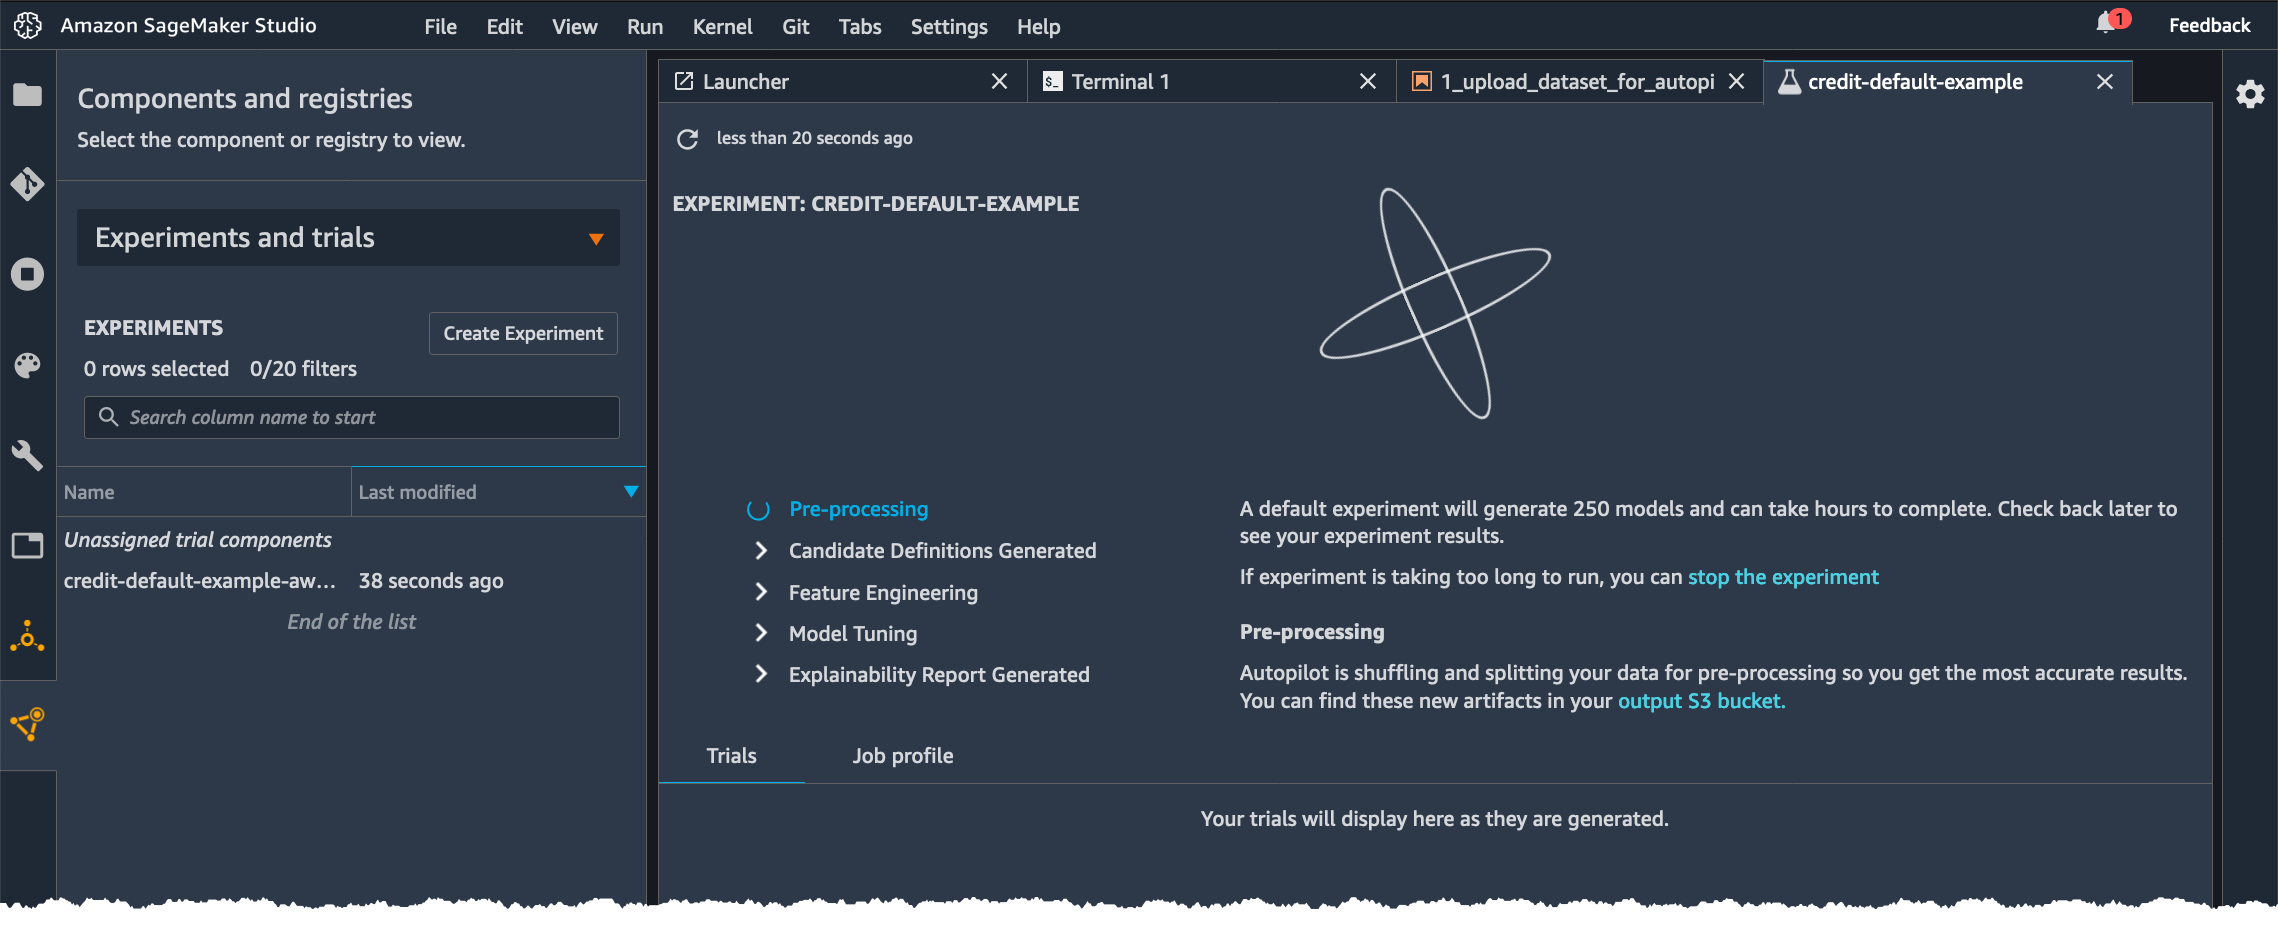 Amazon SageMaker Studio File Edit View Run Kernel Git Tabs Settings Help 1 Feedback
Components and registries
Select the component or registry to view.
Experiments and trials
EXPERIMENTS
Create Experiment
0 rows selected 0/20 filters
Search column name to start
Name Last modified
Unassigned trial components
credit-default-example-aw... 38 seconds ago
End of the list
Launcher $_ Terminal 1 1_upload_dataset_for_autopi credit-default-example
less than 20 seconds ago
EXPERIMENT: CREDIT-DEFAULT-EXAMPLE
Pre-processing
Candidate Definitions Generated
Feature Engineering
Model Tuning
Explainability Report Generated
A default experiment will generate 250 models and can take hours to complete. Check back later to
see your experiment results.
If experiment is taking too long to run, you can stop the experiment
Pre-processing
Autopilot is shuffling and splitting your data for pre-processing so you get the most accurate results.
You can find these new artifacts in your output S3 bucket.
Trials Job profile
Your trials will display here as they are generated.